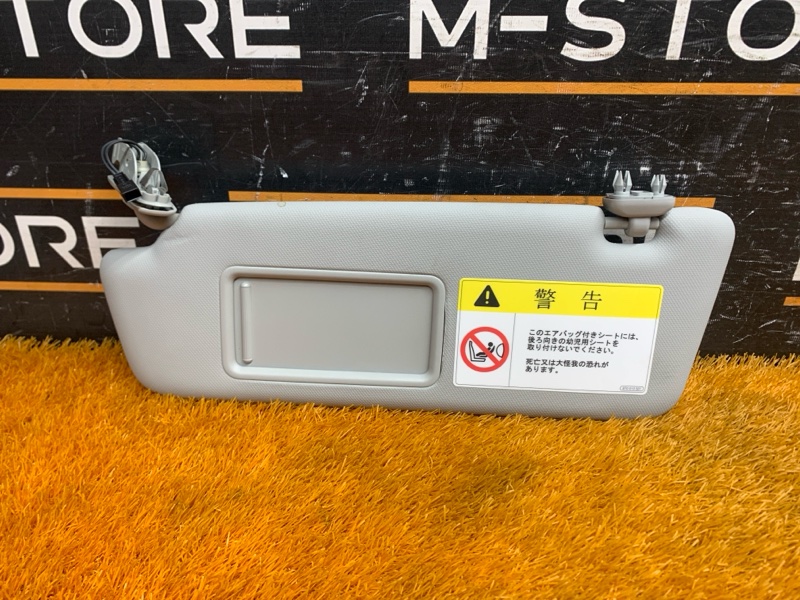 TORE
M-STO
ORE
警告
このエアバッグ付きシートには、
後ろ向きの幼児用シートを
取り付けないでください。
死亡又は大怪我の恐れが
あります。